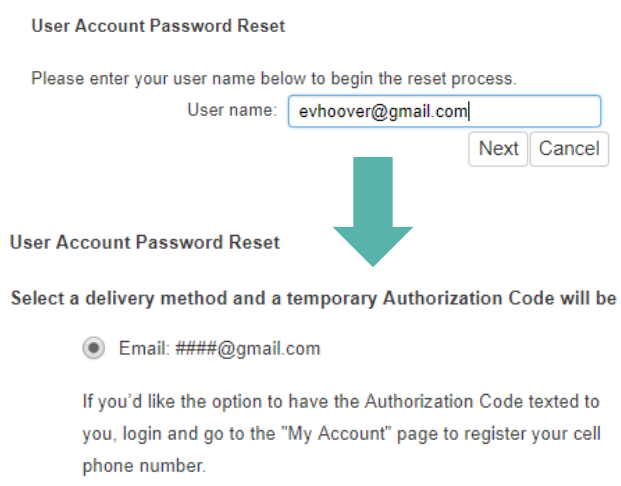 User Account Password Reset
Please enter your user name below to begin the reset process.
User name: evhoover@gmail.com
Next Cancel
User Account Password Reset
Select a delivery method and a temporary Authorization Code will be
Email: ####@gmail.com
If you'd like the option to have the Authorization Code texted to
you, login and go to the "My Account" page to register your cell
phone number.